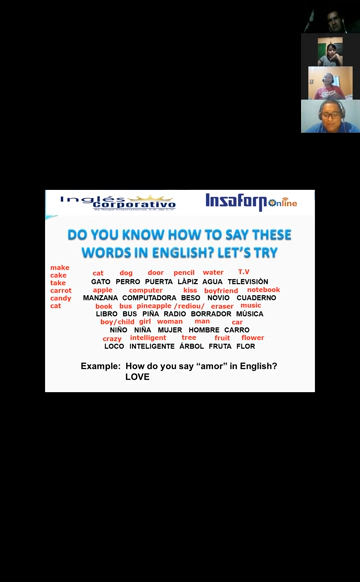 Inglés
Corporativo
Insaforp Online
DO YOU KNOW HOW TO SAY THESE
WORDS IN ENGLISH? LET'S TRY
make
cake
take
carrot
candy
cat
cat dog door pencil water T.V
GATO PERRO PUERTA LÀPIZ AGUA TELEVISIÓN
apple computer kiss boyfriend notebook
MANZANA COMPUTADORA BESO NOVIO CUADERNO
book bus pineapple /rediou/ eraser music
LIBRO BUS PIÑA RADIO BORRADOR MÚSICA
boy/child girl woman man car
NIÑO NIÑA MUJER HOMBRE CARRO
crazy intelligent tree fruit flower
LOCO INTELIGENTE ÁRBOL FRUTA FLOR
Example: How do you say “amor” in English?
LOVE